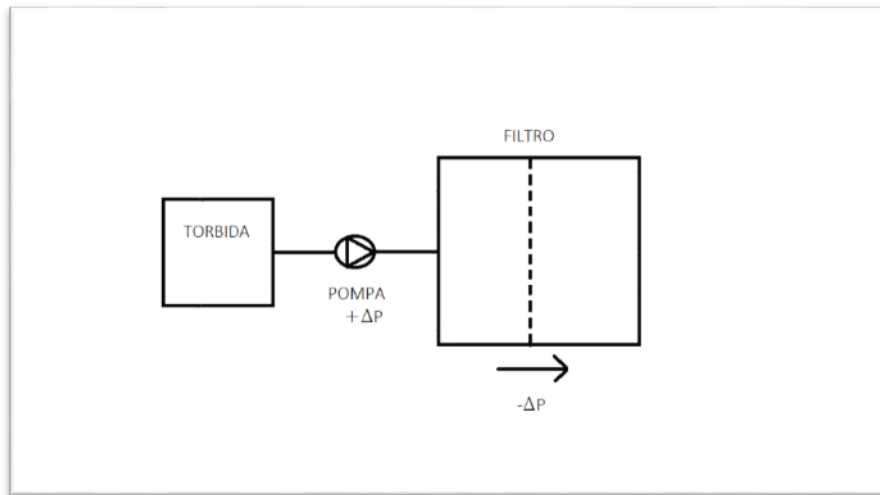 FILTRO
TORBIDA
POMPA
+ΔP
-ΔP